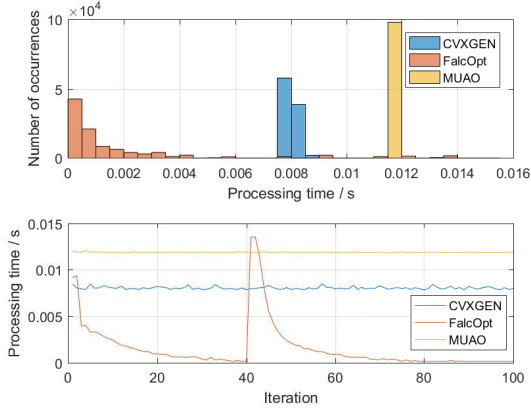 × 10^4
10
5
0
Number of occurrences
CVXGEN
FalcOpt
MUAO
0 0.002 0.004 0.006 0.008 0.01 0.012 0.014 0.016
Processing time / s
0.015
0.01
0.005
0
Processing time / s
CVXGEN
FalcOpt
MUAO
0 20 40 60 80 100
Iteration